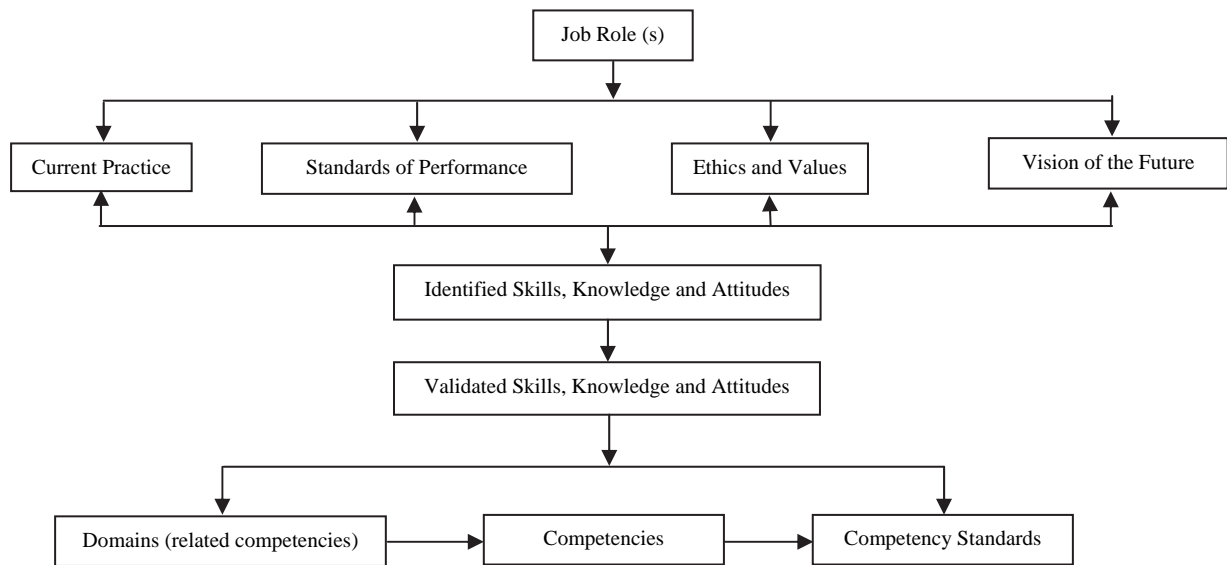 Job Role (s)
Current Practice
Standards of Performance
Ethics and Values
Vision of the Future
Identified Skills, Knowledge and Attitudes
Validated Skills, Knowledge and Attitudes
Domains (related competencies)
Competencies
Competency Standards